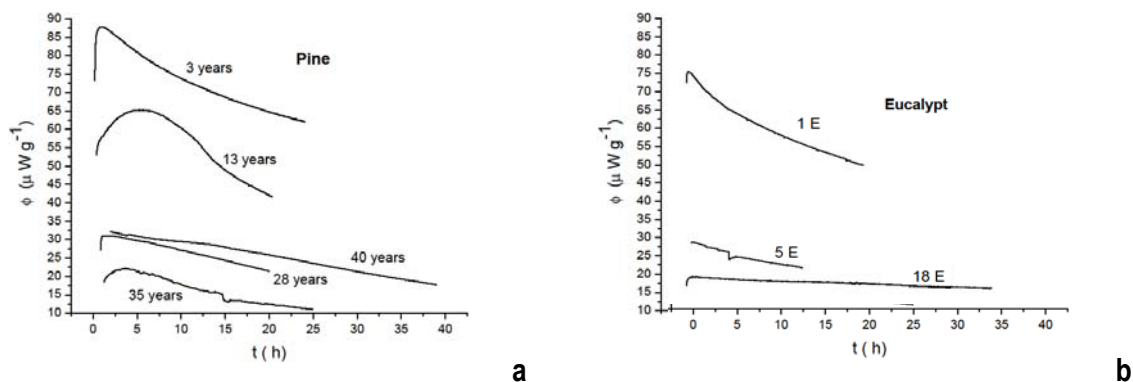 90
85
80
75
70
65
60
55
50
45
40
35
30
25
20
15
10
ϕ (μ W g⁻¹)
Pine
3 years
13 years
40 years
28 years
35 years
0 5 10 15 20 25 30 35 40
t ( h)
a
90
85
80
75
70
65
60
55
50
45
40
35
30
25
20
15
10
ϕ (μ W g⁻¹)
Eucalypt
1 E
5 E
18 E
0 5 10 15 20 25 30 35 40
t ( h)
b